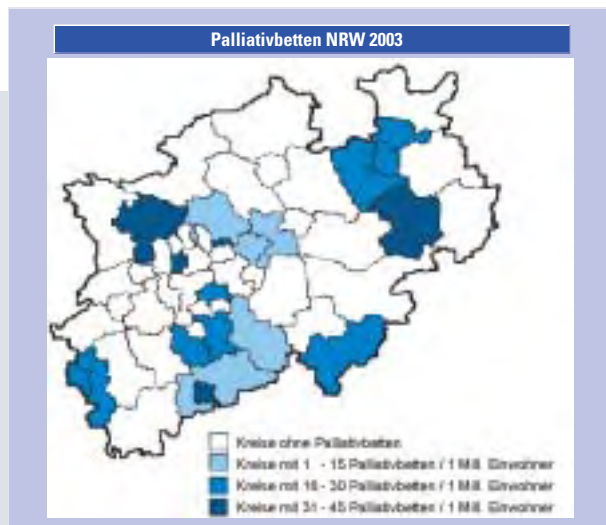 Palliativbetten NRW 2003
Kreise ohne Palliativbetten
Kreise mit 1 - 15 Palliativbetten / 1 Mill. Einwohner
Kreise mit 16 - 30 Palliativbetten / 1 Mill. Einwohner
Kreise mit 31 - 45 Palliativbetten / 1 Mill. Einwohner